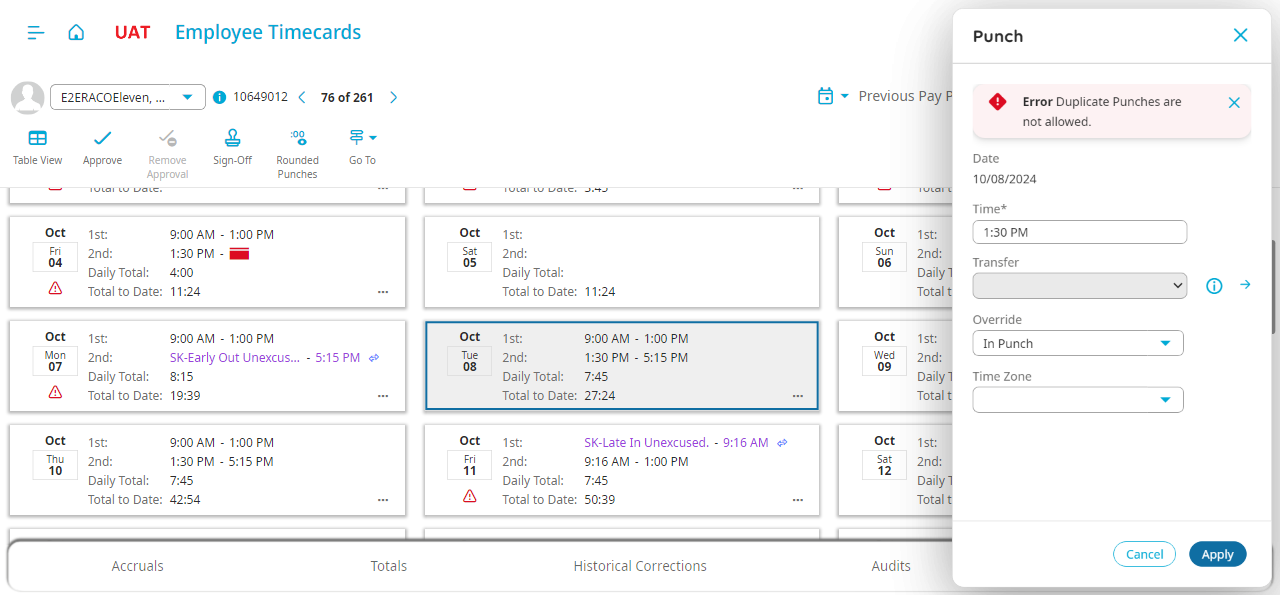 UAT
Employee Timecards
E2ERACOEleven, ...
10649012
76 of 261
Previous Pay P
Table View
Approve
Remove Approval
Sign-Off
Rounded Punches
Go To
Total to Date:
...
3:45
...
Total t
Oct
Fri
04
1st: 9:00 AM - 1:00 PM
2nd: 1:30 PM -
Daily Total: 4:00
Total to Date: 11:24
...
Oct
Sat
05
1st:
2nd:
Daily Total:
Total to Date: 11:24
Oct
Sun
06
1st:
2nd:
Daily T
Total t
Oct
Mon
07
1st: 9:00 AM - 1:00 PM
2nd: SK-Early Out Unexcus... - 5:15 PM
Daily Total: 8:15
Total to Date: 19:39
...
Oct
Tue
08
1st: 9:00 AM - 1:00 PM
2nd: 1:30 PM - 5:15 PM
Daily Total: 7:45
Total to Date: 27:24
...
Oct
Wed
09
1st:
2nd:
Daily T
Total t
Oct
Thu
10
1st: 9:00 AM - 1:00 PM
2nd: 1:30 PM - 5:15 PM
Daily Total: 7:45
Total to Date: 42:54
...
Oct
Fri
11
1st: SK-Late In Unexcused. - 9:16 AM
2nd: 9:16 AM - 1:00 PM
Daily Total: 7:45
Total to Date: 50:39
...
Oct
Sat
12
1st:
2nd:
Daily T
Total t
Accruals
Totals
Historical Corrections
Audits
Punch
Error Duplicate Punches are
not allowed.
Date
10/08/2024
Time*
1:30 PM
Transfer
Override
In Punch
Time Zone
Cancel
Apply